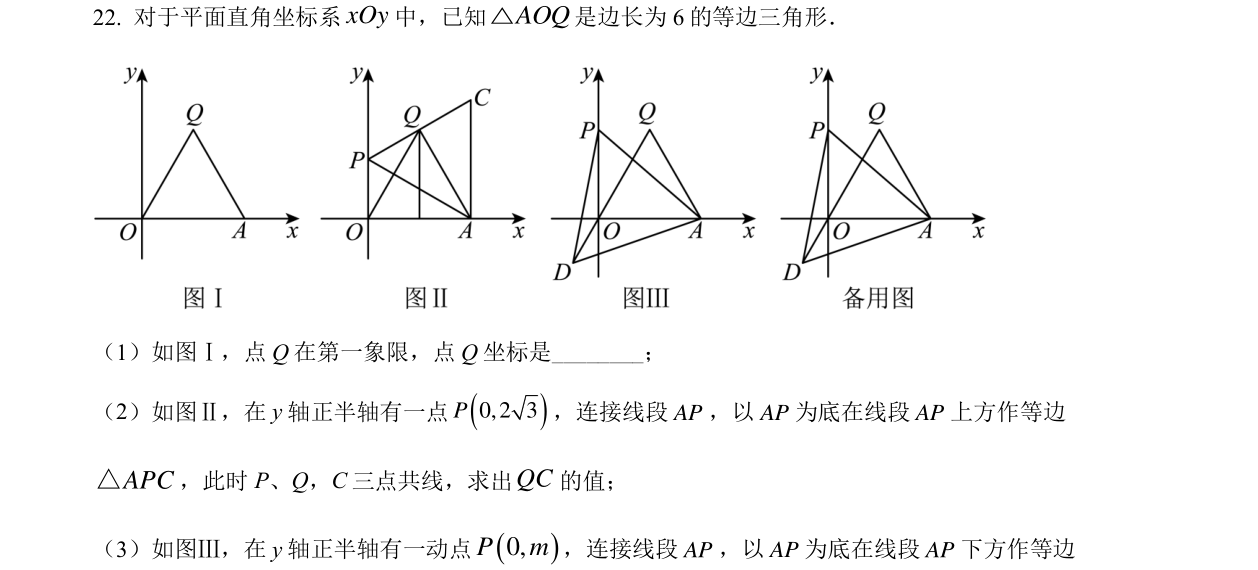 22. 对于平面直角坐标系 xOy 中，已知△AOQ 是边长为 6 的等边三角形．
y Q O A x
y C Q P O A x
y Q P O A x D
y Q P O A x D
图Ⅰ 图Ⅱ 图Ⅲ 备用图
（1）如图Ⅰ，点 Q 在第一象限，点 Q 坐标是________；
（2）如图Ⅱ，在 y 轴正半轴有一点 P(0,2√3)，连接线段 AP，以 AP 为底在线段 AP 上方作等边
△APC，此时 P、Q，C 三点共线，求出 QC 的值；
（3）如图Ⅲ，在 y 轴正半轴有一动点 P(0,m)，连接线段 AP，以 AP 为底在线段 AP 下方作等边